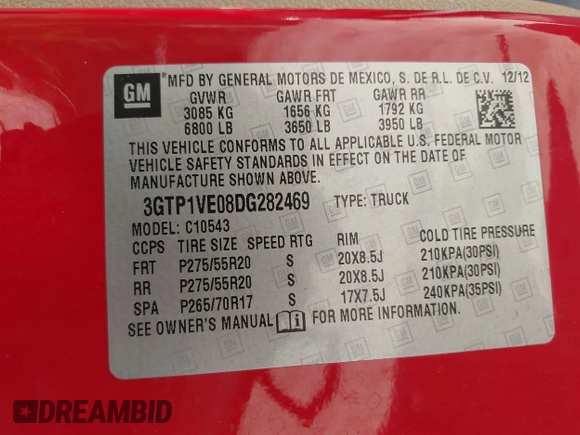 GM
*MFD BY GENERAL MOTORS DE MEXICO, S. DE R.L. DE C.V. 12/12
GVWR GAWR FRT GAWR RR
3085 KG 1656 KG 1792 KG
6800 LB 3650 LB 3950 LB
THIS VEHICLE CONFORMS TO ALL APPLICABLE U.S. FEDERAL MOTOR
VEHICLE SAFETY STANDARDS IN EFFECT ON THE DATE OF
MANUFACTURE SHOWN ABOVE.
3GTP1VE08DG282469 TYPE: TRUCK
MODEL: C10543
CCPS TIRE SIZE SPEED RTG RIM COLD TIRE PRESSURE
FRT P275/55R20 S 20X8.5J 210KPA(30PSI)
RR P275/55R20 S 20X8.5J 210KPA(30PSI)
SPA P265/70R17 S 17X7.5J 240KPA(35PSI)
SEE OWNER'S MANUAL FOR MORE INFORMATION.
DREAMBID